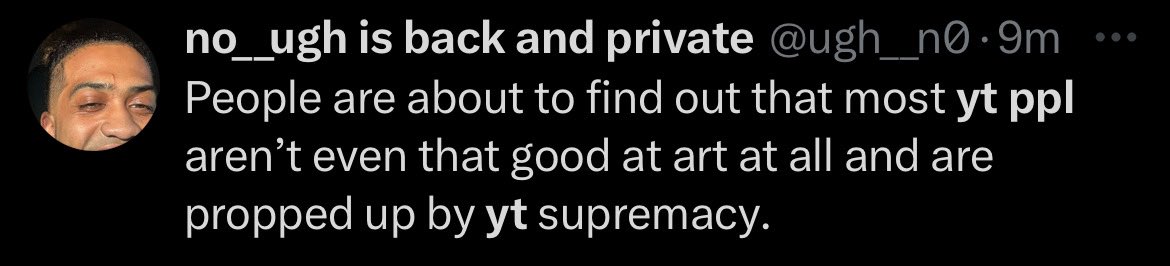 no__ugh is back and private @ugh__n0 · 9m ···
People are about to find out that most yt ppl
aren’t even that good at art at all and are
propped up by yt supremacy.